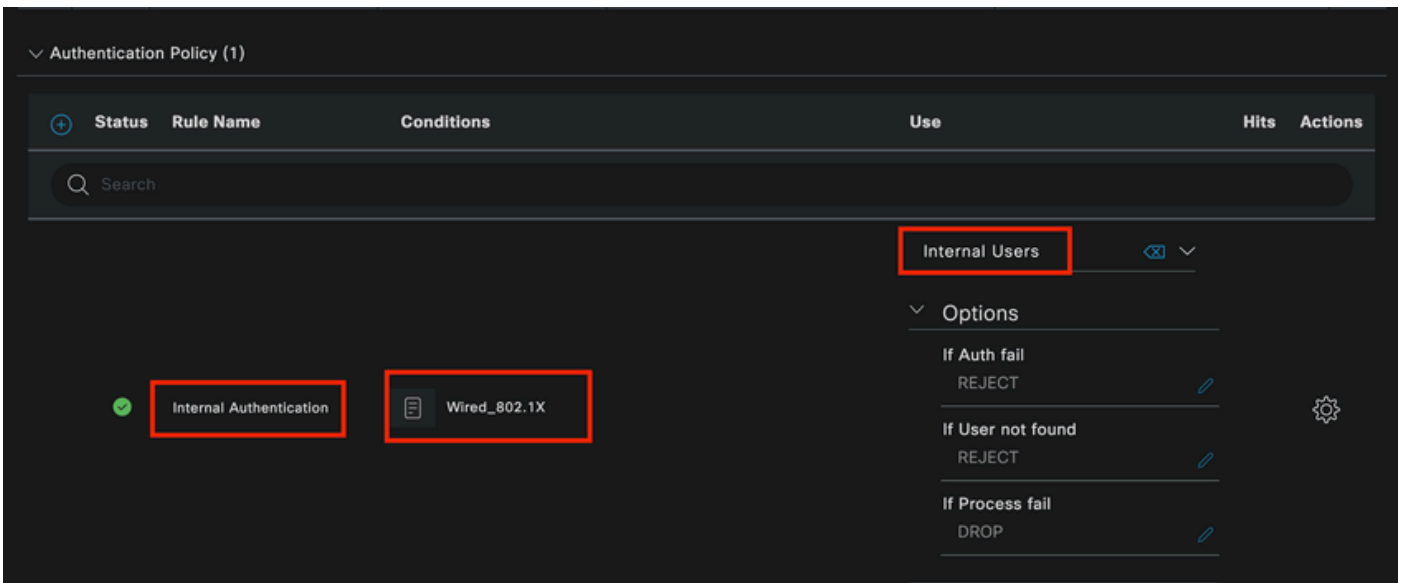 Authentication Policy (1)
Status Rule Name Conditions Use Hits Actions
Search
Internal Users
Options
If Auth fail
REJECT
Internal Authentication Wired_802.1X
If User not found
REJECT
If Process fail
DROP